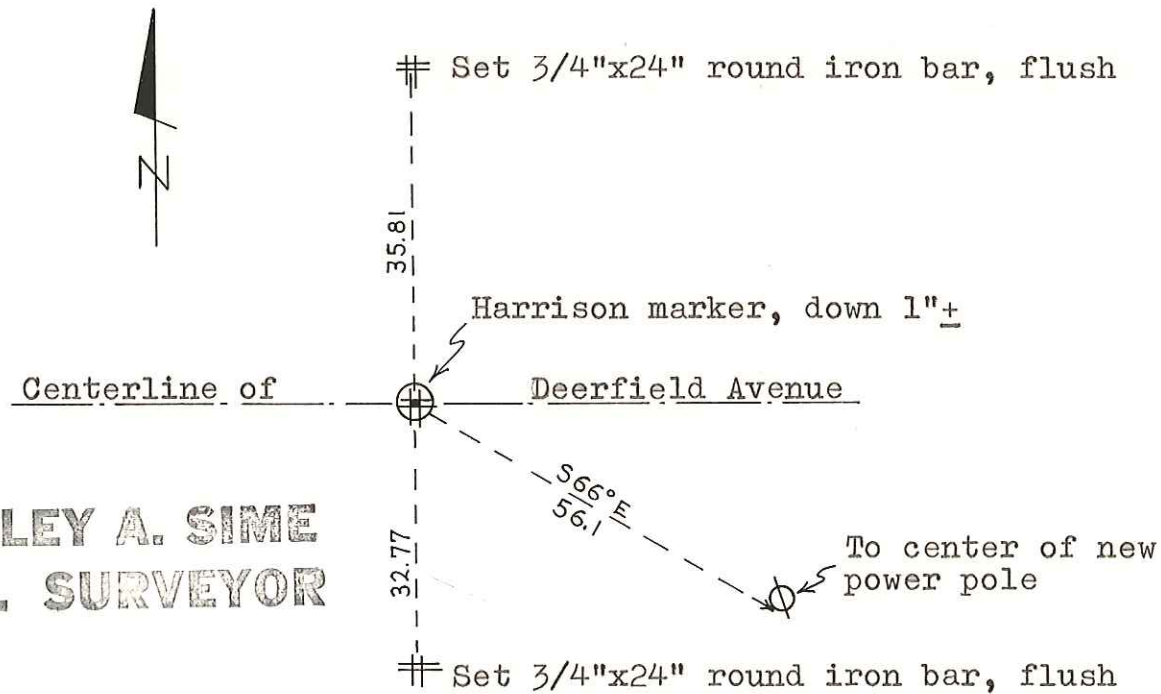 Set 3/4"x24" round iron bar, flush
N
35.81
Harrison marker, down 1"±
Centerline of Deerfield Avenue
S66°E
56.1
LEY A. SIME
. SURVEYOR
32.77
To center of new
power pole
Set 3/4"x24" round iron bar, flush